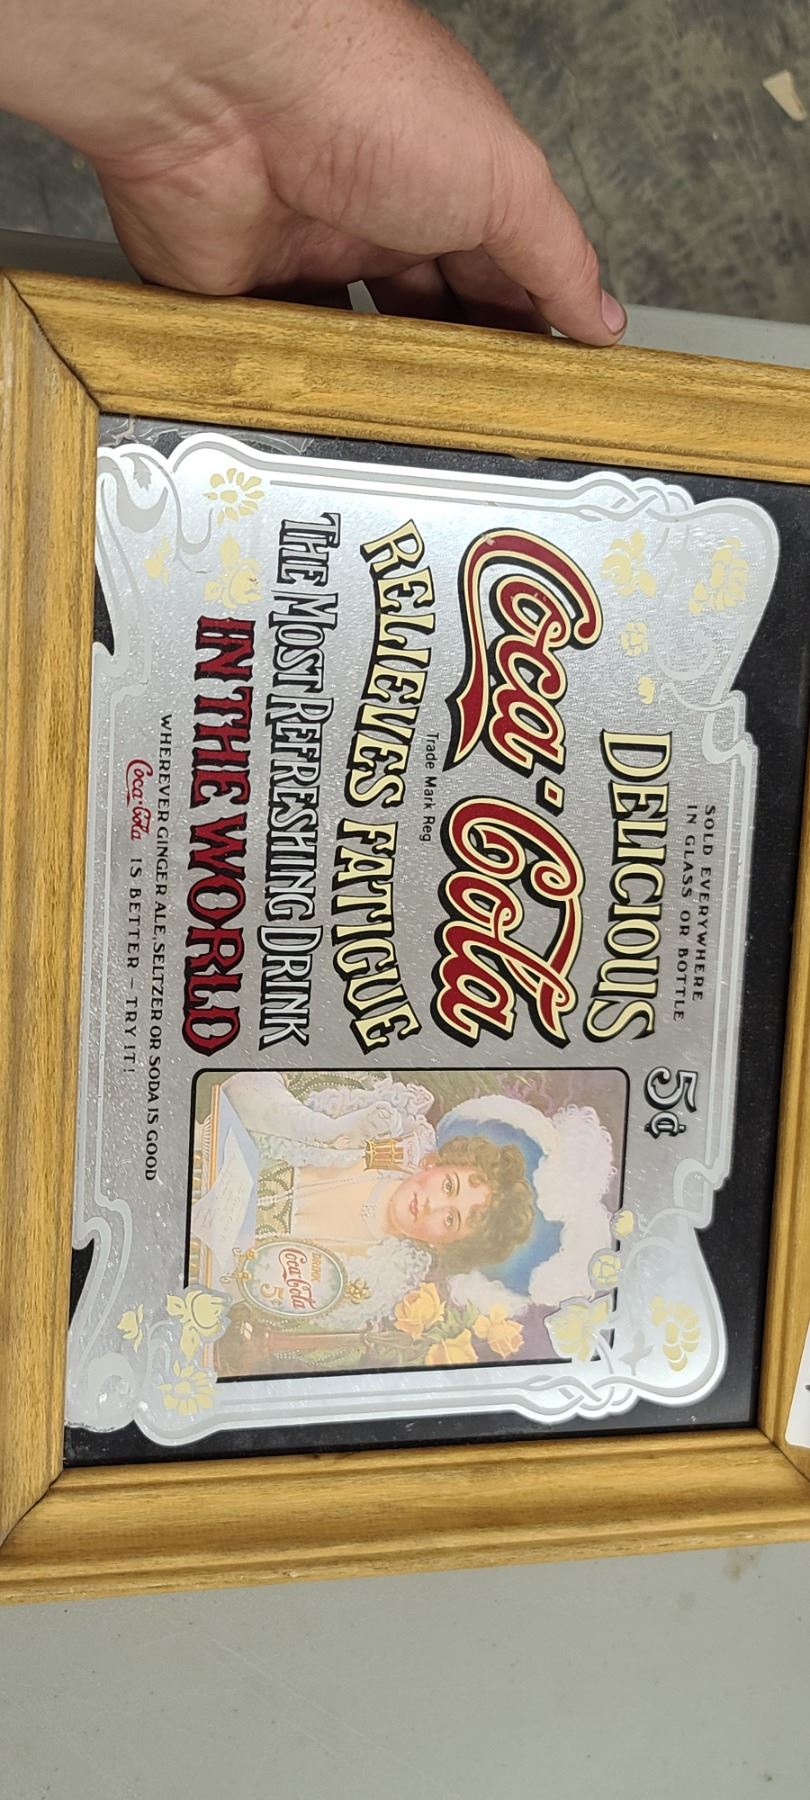 SOLD EVERYWHERE
IN GLASS OR BOTTLE
DELICIOUS 5¢
Coca-Cola
Trade Mark Reg
RELIEVES FATIGUE
THE MOST REFRESHING DRINK
IN THE WORLD
WHEREVER GINGER ALE, SELTZER OR SODA IS GOOD
Coca-Cola IS BETTER - TRY IT!
DRINK
Coca-Cola
5¢